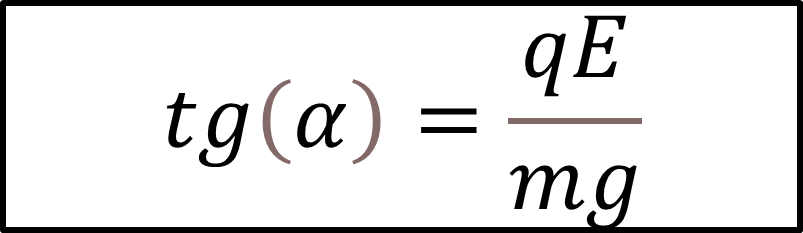 tg(α) = qE/mg